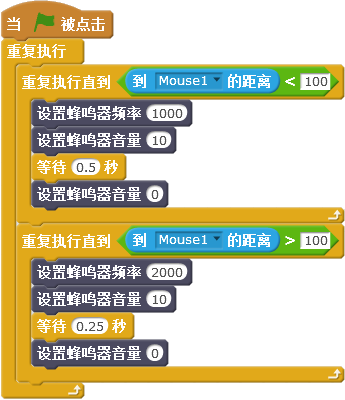 当 被点击
重复执行
重复执行直到 到 Mouse1 的距离 < 100
设置蜂鸣器频率 1000
设置蜂鸣器音量 10
等待 0.5 秒
设置蜂鸣器音量 0
重复执行直到 到 Mouse1 的距离 > 100
设置蜂鸣器频率 2000
设置蜂鸣器音量 10
等待 0.25 秒
设置蜂鸣器音量 0